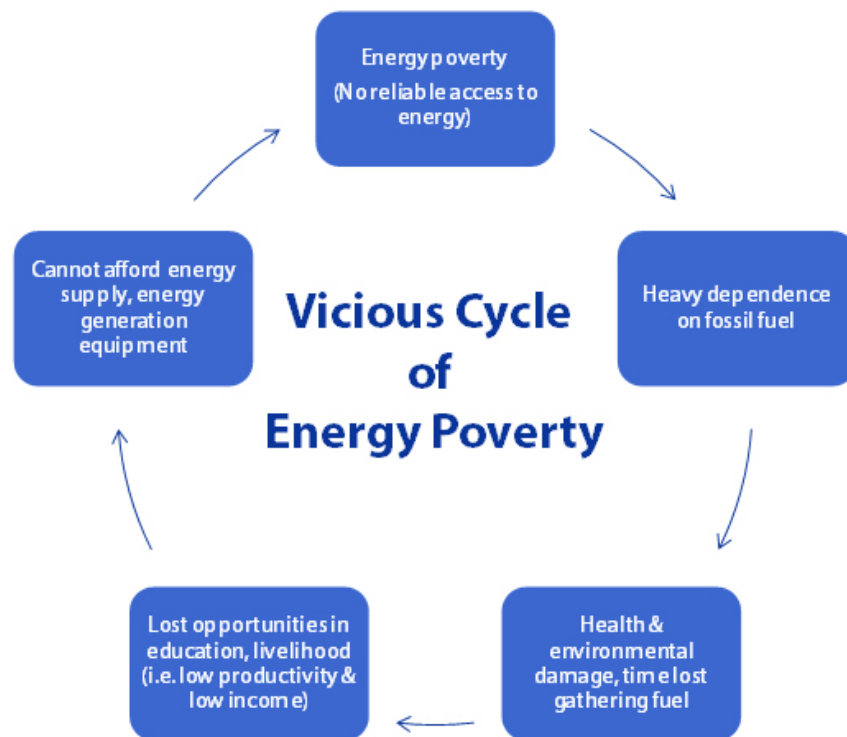 Energy poverty
(No reliable access to
energy)
Heavy dependence
on fossil fuel
Health &
environmental
damage, time lost
gathering fuel
Lost opportunities in
education, livelihood
(i.e. low productivity &
low income)
Cannot afford energy
supply, energy
generation
equipment
Vicious Cycle
of
Energy Poverty